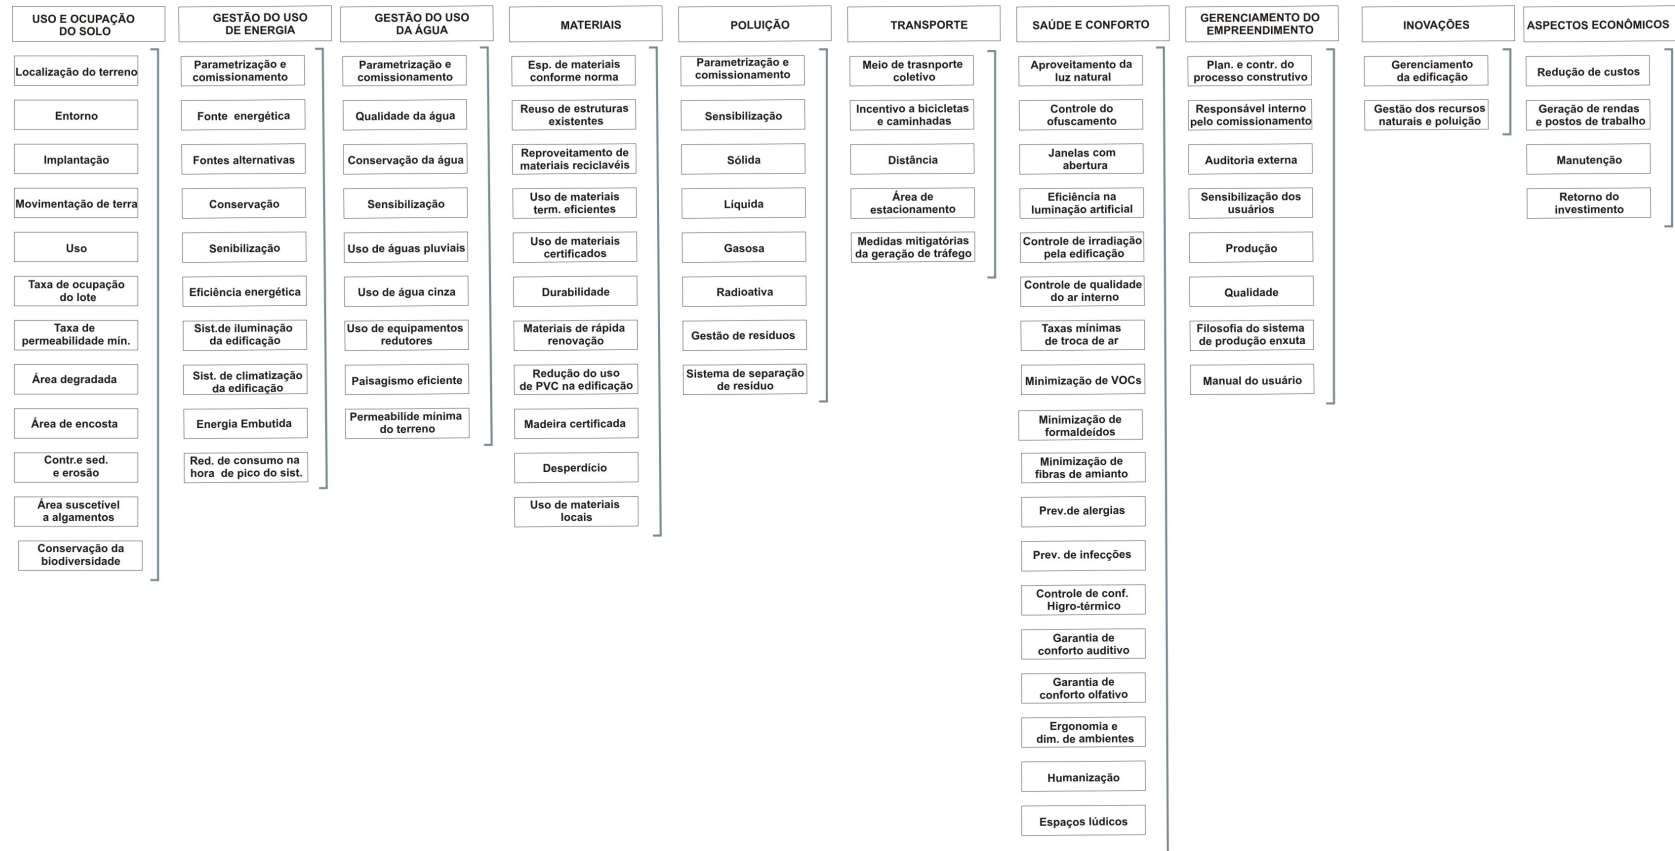 USO E OCUPAÇÃO
DO SOLO
Localização do terreno
Entorno
Implantação
Movimentação de terra
Uso
Taxa de ocupação
do lote
Taxa de
permeabilidade mín.
Área degradada
Área de encosta
Contr.e sed.
e erosão
Área suscetível
a algamentos
Conservação da
biodiversidade
GESTÃO DO USO
DE ENERGIA
Parametrização e
comissionamento
Fonte energética
Fontes alternativas
Conservação
Senibilização
Eficiência energética
Sist.de iluminação
da edificação
Sist. de climatização
da edificação
Energia Embutida
Red. de consumo na
hora de pico do sist.
GESTÃO DO USO
DA ÁGUA
Parametrização e
comissionamento
Qualidade da água
Conservação da água
Sensibilização
Uso de águas pluviais
Uso de água cinza
Uso de equipamentos
redutores
Paisagismo eficiente
Permeabilide mínima
do terreno
MATERIAIS
Esp. de materiais
conforme norma
Reuso de estruturas
existentes
Reproveitamento de
materiais reciclavéis
Uso de materiais
term. eficientes
Uso de materiais
certificados
Durabilidade
Materiais de rápida
renovação
Redução do uso
de PVC na edificação
Madeira certificada
Desperdício
Uso de materiais
locais
POLUIÇÃO
Parametrização e
comissionamento
Sensibilização
Sólida
Líquida
Gasosa
Radioativa
Gestão de resíduos
Sistema de separação
de resíduo
TRANSPORTE
Meio de trasnporte
coletivo
Incentivo a bicicletas
e caminhadas
Distância
Área de
estacionamento
Medidas mitigatórias
da geração de tráfego
SAÚDE E CONFORTO
Aproveitamento da
luz natural
Controle do
ofuscamento
Janelas com
abertura
Eficiência na
luminação artificial
Controle de irradiação
pela edificação
Controle de qualidade
do ar interno
Taxas mínimas
de troca de ar
Minimização de VOCs
Minimização de
formaldeídos
Minimização de
fibras de amianto
Prev.de alergias
Prev. de infecções
Controle de conf.
Higro-térmico
Garantia de
conforto auditivo
Garantia de
conforto olfativo
Ergonomia e
dim. de ambientes
Humanização
Espaços lúdicos
GERENCIAMENTO DO
EMPREENDIMENTO
Plan. e contr. do
processo construtivo
Responsável interno
pelo comissionamento
Auditoria externa
Sensibilização dos
usuários
Produção
Qualidade
Filosofia do sistema
de produção enxuta
Manual do usuário
INOVAÇÕES
Gerenciamento
da edificação
Gestão dos recursos
naturais e poluição
ASPECTOS ECONÔMICOS
Redução de custos
Geração de rendas
e postos de trabalho
Manutenção
Retorno do
investimento